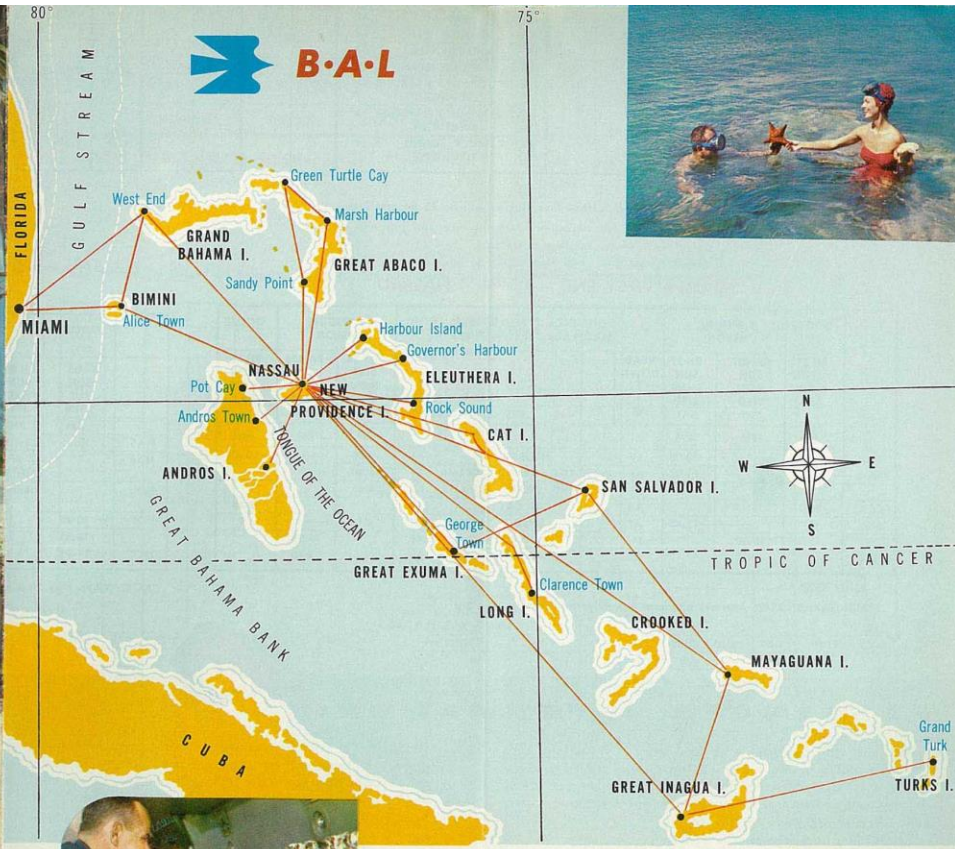 80°
75°
B·A·L
GULF STREAM
FLORIDA
West End
Green Turtle Cay
Marsh Harbour
GRAND
BAHAMA I.
GREAT ABACO I.
Sandy Point
MIAMI
BIMINI
Alice Town
Harbour Island
Governor's Harbour
ELEUTHERA I.
NASSAU
NEW
PROVIDENCE I.
Pot Cay
Rock Sound
Andros Town
CAT I.
ANDROS I.
TONGUE OF THE OCEAN
SAN SALVADOR I.
N
W
E
S
GREAT BAHAMA BANK
George
Town
GREAT EXUMA I.
TROPIC OF CANCER
Clarence Town
LONG I.
CROOKED I.
MAYAGUANA I.
CUBA
Grand
Turk
TURKS I.
GREAT INAGUA I.